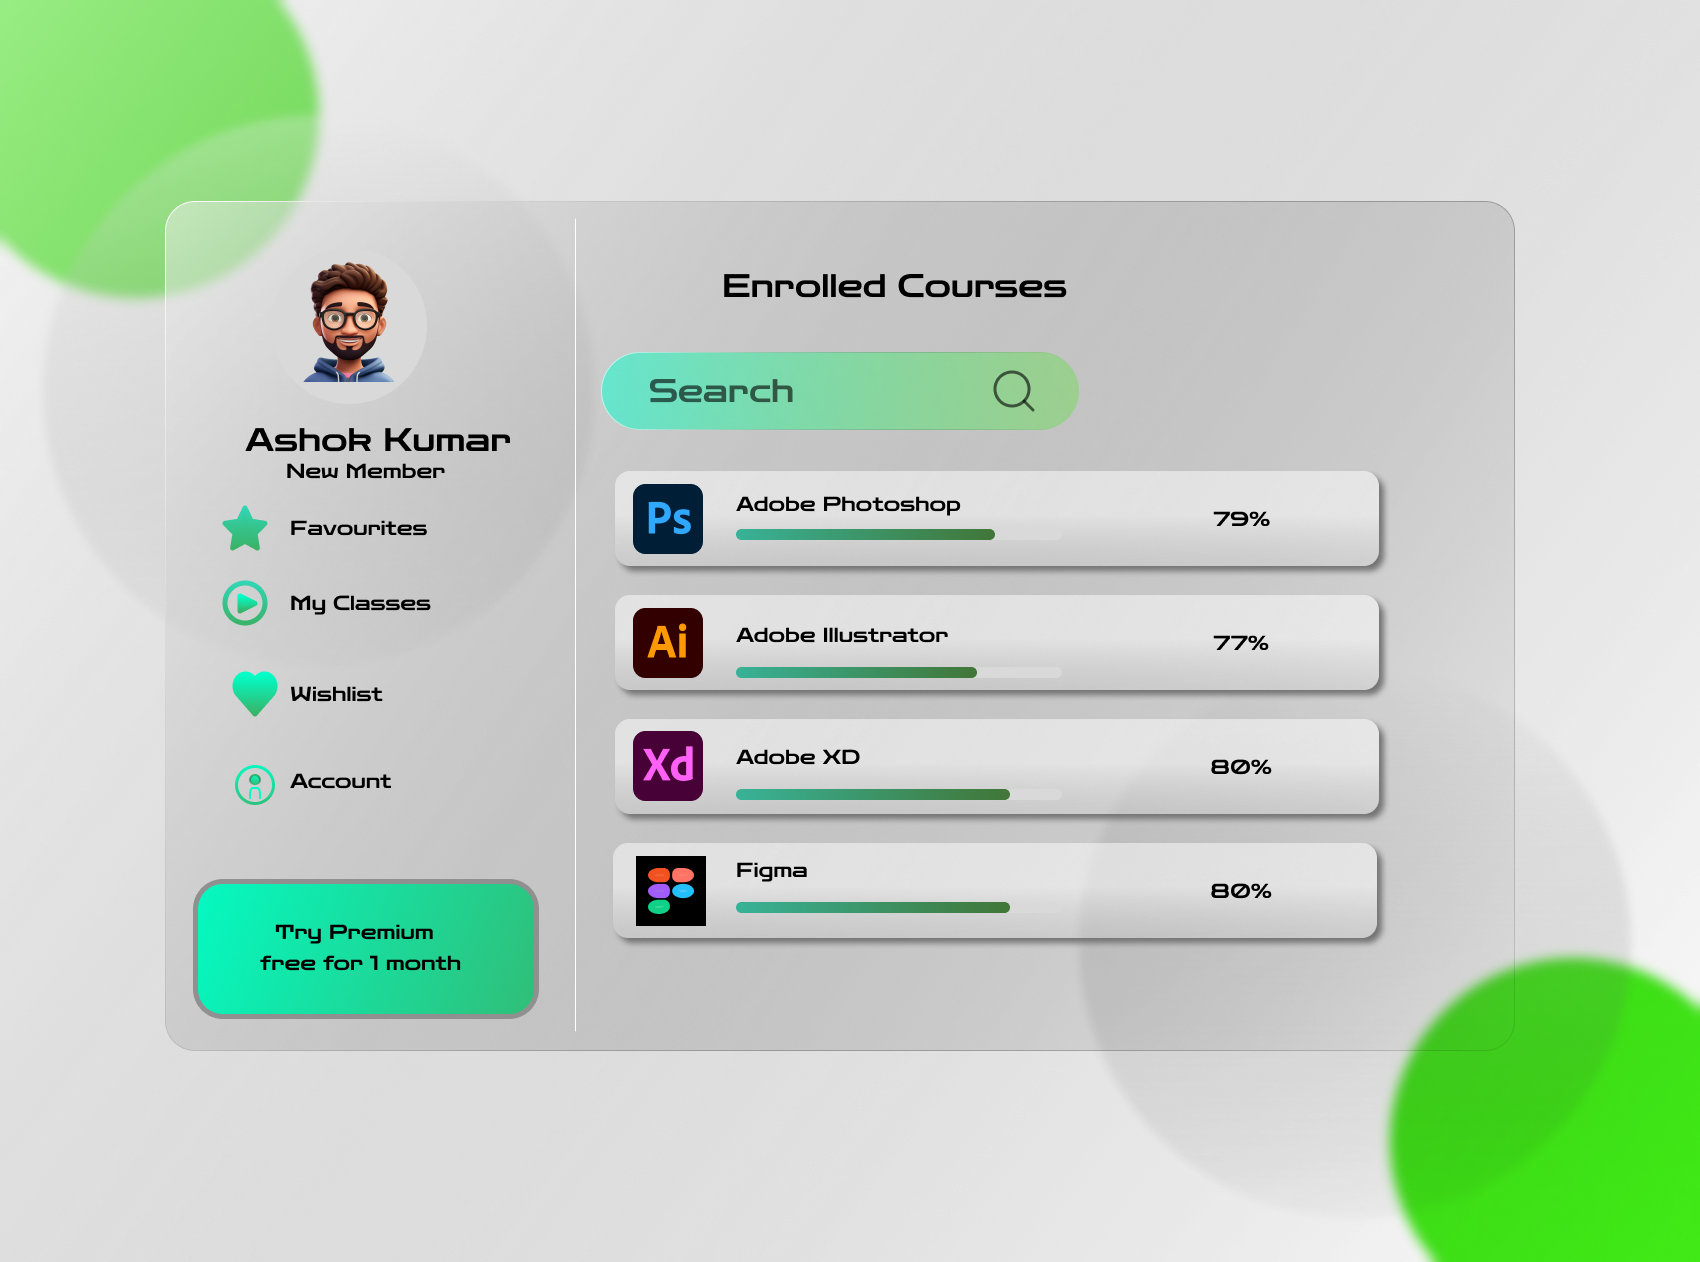 Ashok Kumar
New Member
Favourites
My Classes
Wishlist
Account
Try Premium
free for 1 month
Enrolled Courses
Search
Ps
Adobe Photoshop
79%
Ai
Adobe Illustrator
77%
Xd
Adobe XD
80%
Figma
80%